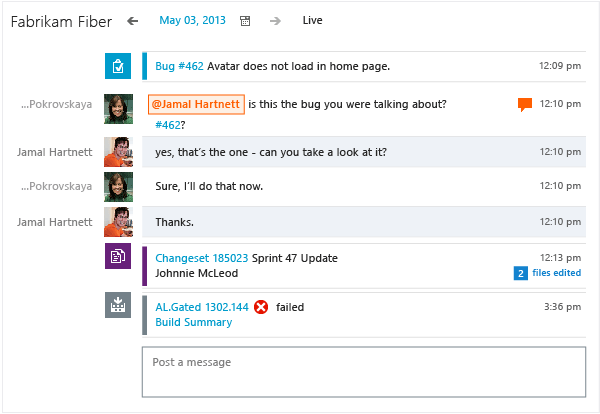 Fabrikam Fiber May 03, 2013 Live
Bug #462 Avatar does not load in home page. 12:09 pm
...Pokrovskaya @Jamal Hartnett is this the bug you were talking about? 12:10 pm
#462?
Jamal Hartnett yes, that's the one - can you take a look at it? 12:10 pm
...Pokrovskaya Sure, I'll do that now. 12:10 pm
Jamal Hartnett Thanks. 12:10 pm
Changeset 185023 Sprint 47 Update 12:13 pm
Johnnie McLeod 2 files edited
AL.Gated 1302.144 failed 3:36 pm
Build Summary
Post a message